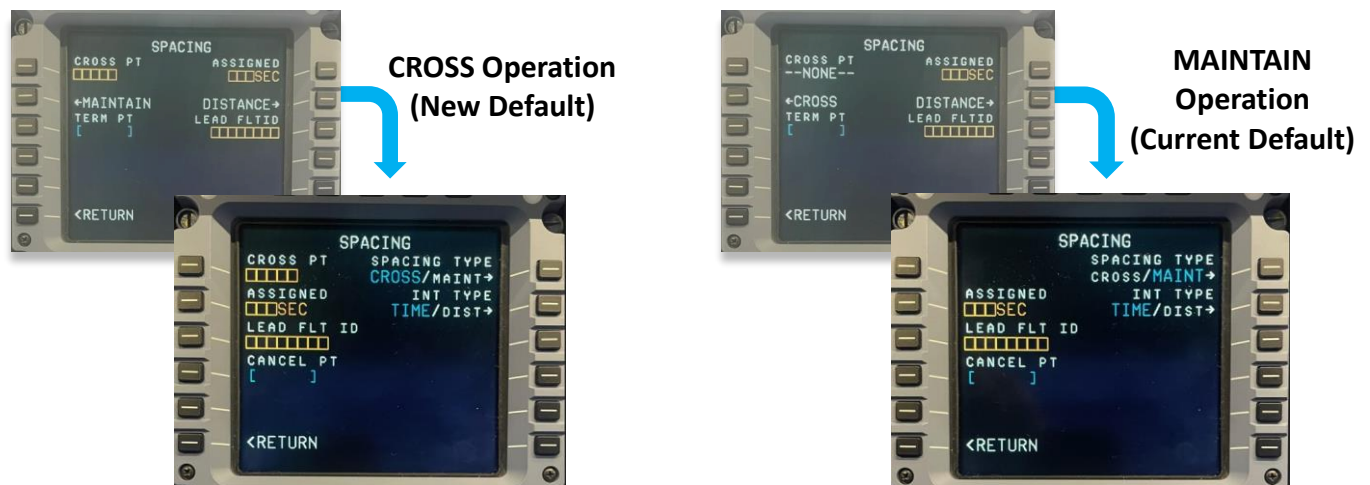 SPACING
CROSS PT ASSIGNED
SEC
←MAINTAIN DISTANCE→
TERM PT LEAD FLTID
[ ]
<RETURN
CROSS Operation
(New Default)
SPACING
CROSS PT SPACING TYPE
CROSS/MAINT→
ASSIGNED INT TYPE
SEC TIME/DIST→
LEAD FLT ID
CANCEL PT
[ ]
<RETURN
SPACING
CROSS PT ASSIGNED
--NONE-- SEC
←CROSS DISTANCE→
TERM PT LEAD FLTID
[ ]
<RETURN
MAINTAIN
Operation
(Current Default)
SPACING
SPACING TYPE
CROSS/MAINT→
ASSIGNED INT TYPE
SEC TIME/DIST→
LEAD FLT ID
CANCEL PT
[ ]
<RETURN